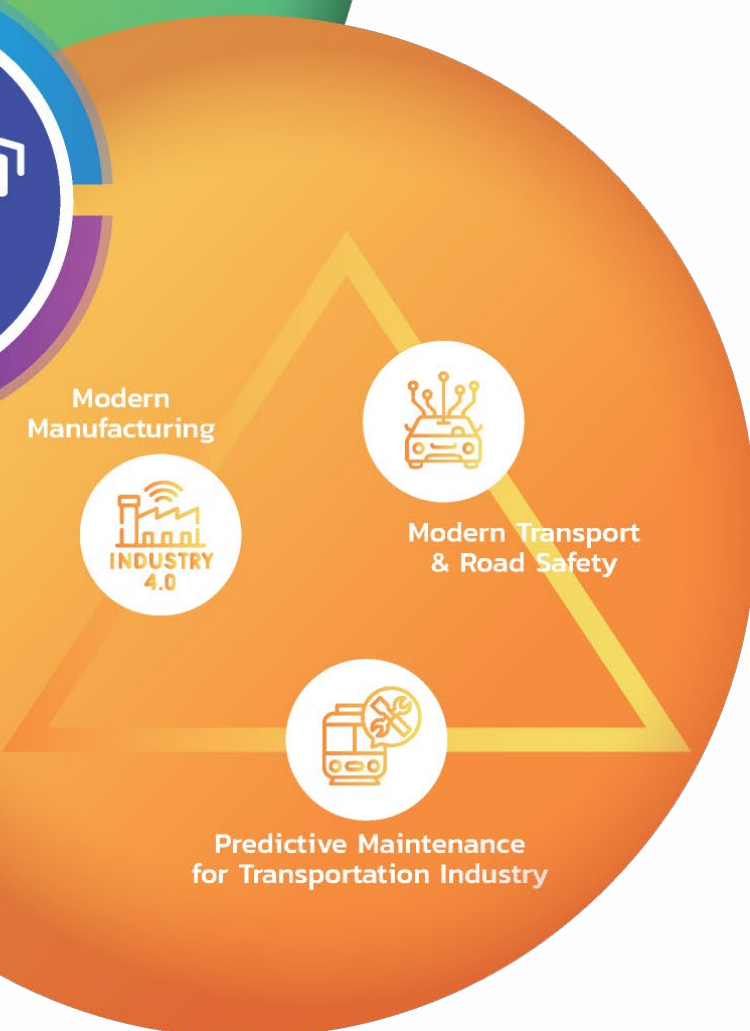 Modern
Manufacturing
INDUSTRY
4.0
Modern Transport
& Road Safety
Predictive Maintenance
for Transportation Industry